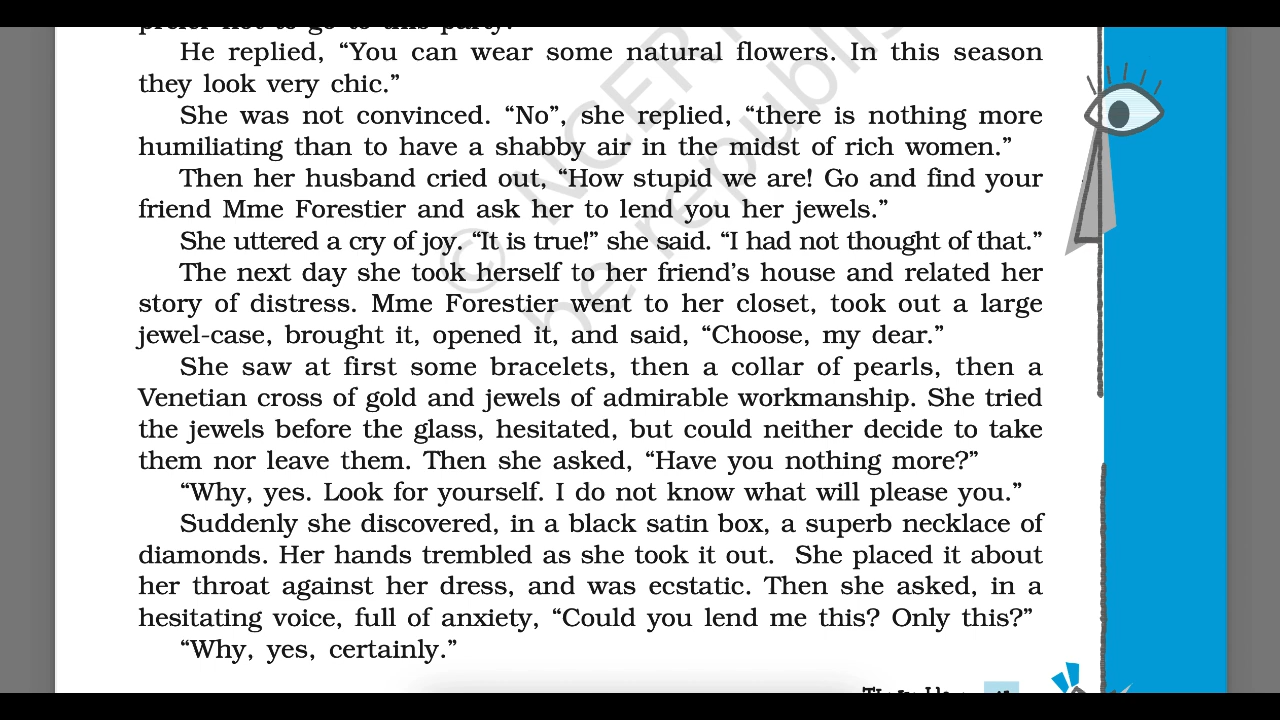 prefer not to go to this party.”
He replied, “You can wear some natural flowers. In this season
they look very chic.”
She was not convinced. “No”, she replied, “there is nothing more
humiliating than to have a shabby air in the midst of rich women.”
Then her husband cried out, “How stupid we are! Go and find your
friend Mme Forestier and ask her to lend you her jewels.”
She uttered a cry of joy. “It is true!” she said. “I had not thought of that.”
The next day she took herself to her friend’s house and related her
story of distress. Mme Forestier went to her closet, took out a large
jewel-case, brought it, opened it, and said, “Choose, my dear.”
She saw at first some bracelets, then a collar of pearls, then a
Venetian cross of gold and jewels of admirable workmanship. She tried
the jewels before the glass, hesitated, but could neither decide to take
them nor leave them. Then she asked, “Have you nothing more?”
“Why, yes. Look for yourself. I do not know what will please you.”
Suddenly she discovered, in a black satin box, a superb necklace of
diamonds. Her hands trembled as she took it out. She placed it about
her throat against her dress, and was ecstatic. Then she asked, in a
hesitating voice, full of anxiety, “Could you lend me this? Only this?”
“Why, yes, certainly.”
© NCERT
be republis